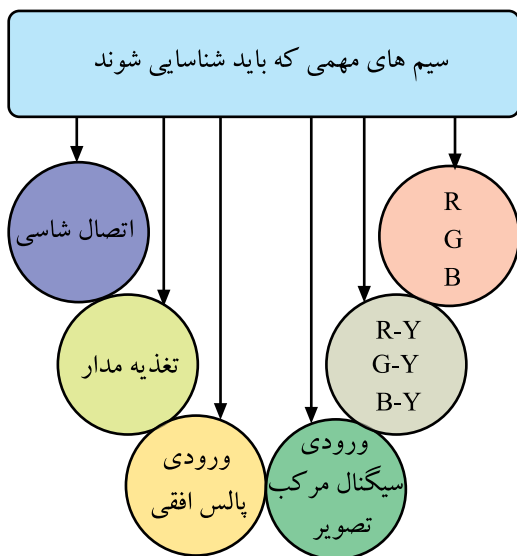 سیم های مهمی که باید شناسایی شوند
R
G
B
R-Y
G-Y
B-Y
ورودی
سیگنال مرکب
تصویر
ورودی
پالس افقی
تغذیه مدار
اتصال شاسی